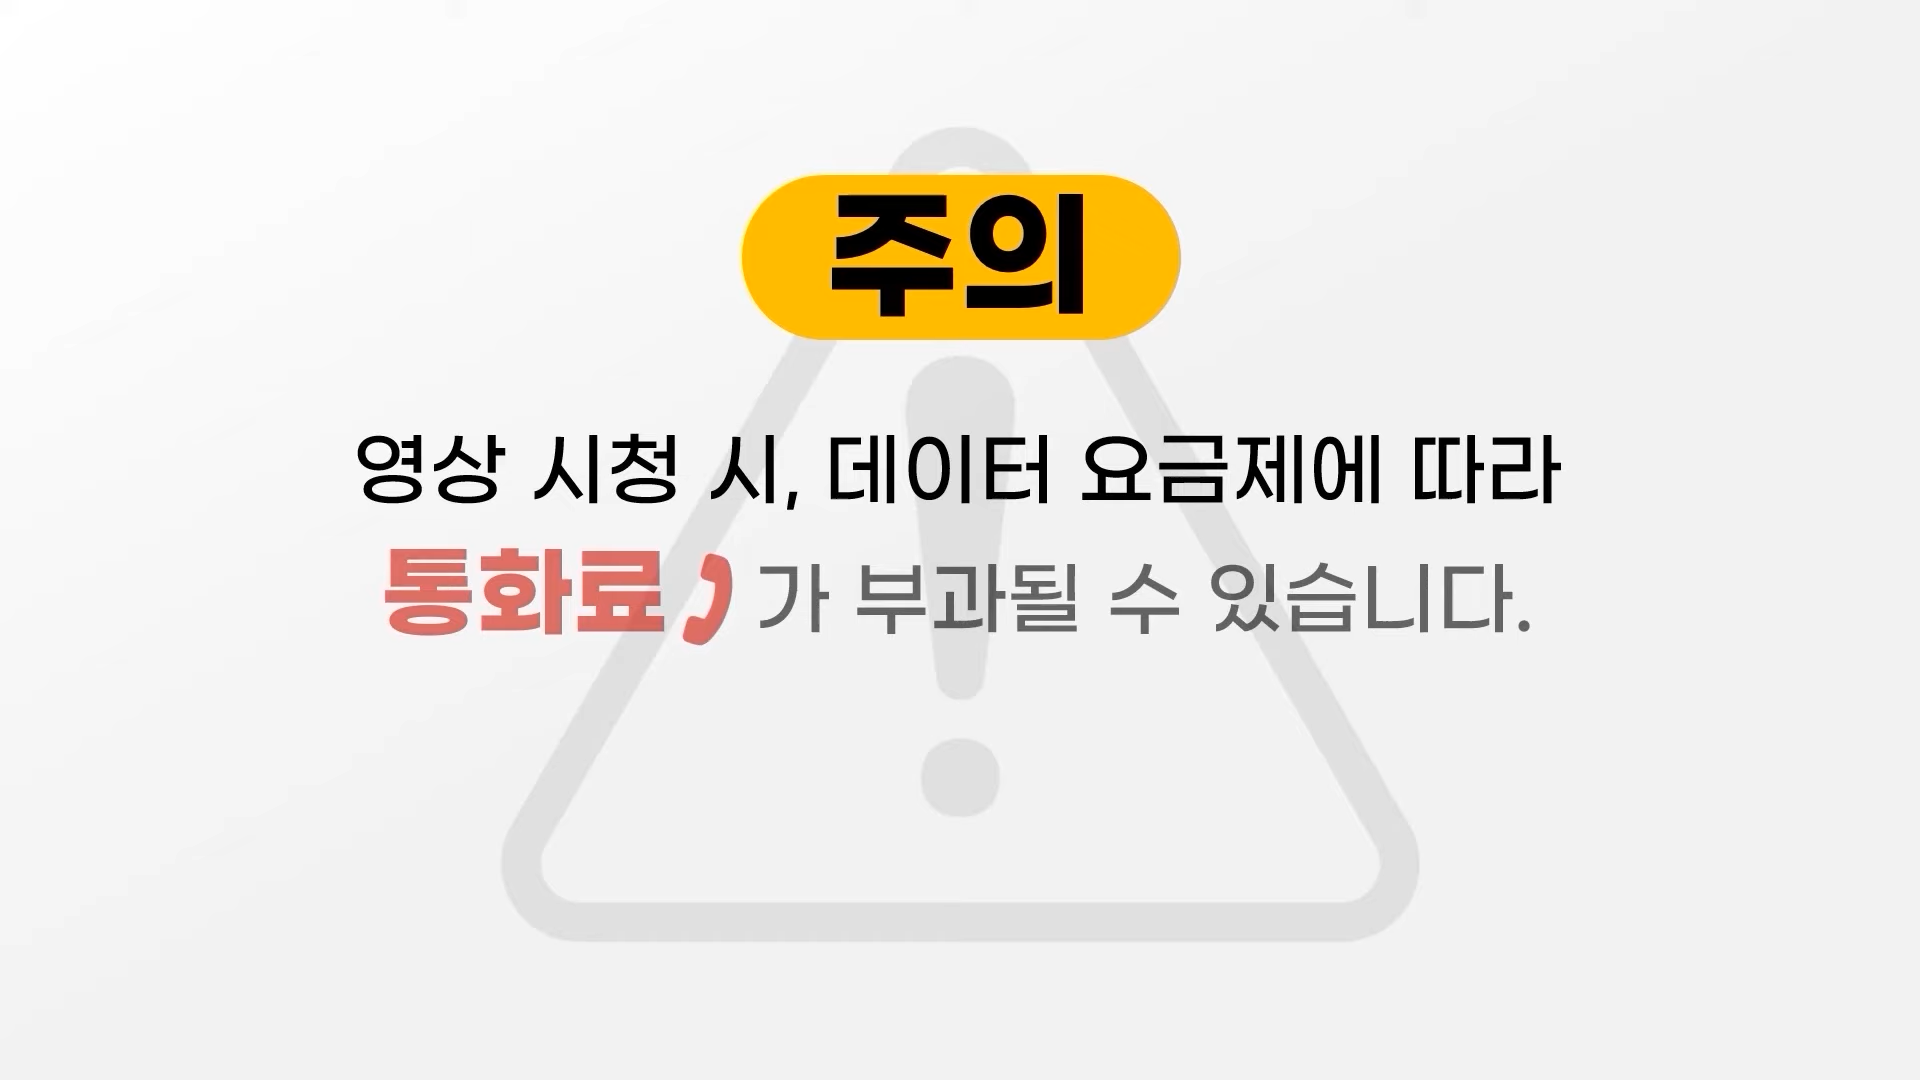 주의
영상 시청 시, 데이터 요금제에 따라
통화료가 부과될 수 있습니다.